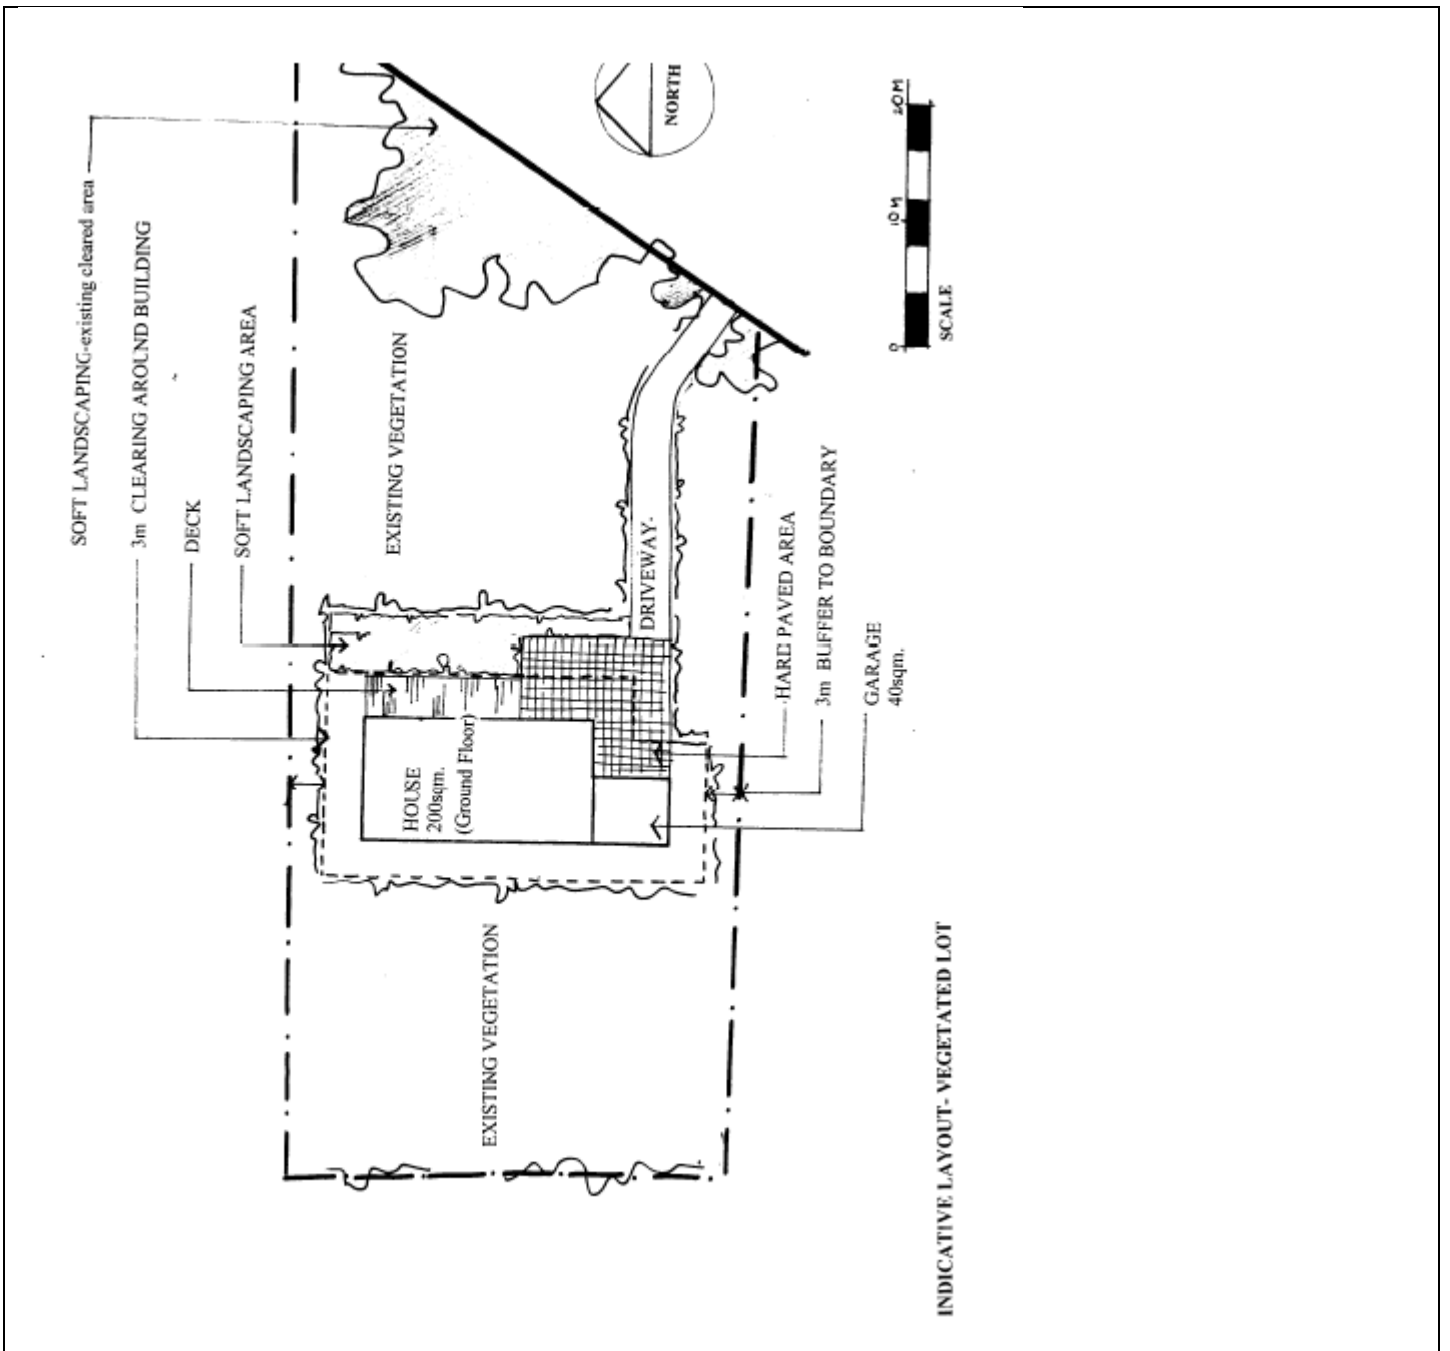 SOFT LANDSCAPING-existing cleared area
3m CLEARING AROUND BUILDING
DECK
SOFT LANDSCAPING AREA
EXISTING VEGETATION
HOUSE
200sqm.
(Ground Floor)
EXISTING VEGETATION
DRIVEWAY-
NORTH
HARD PAVED AREA
3m BUFFER TO BOUNDARY
GARAGE
40sqm.
0 10M 20M
SCALE
INDICATIVE LAYOUT- VEGETATED LOT